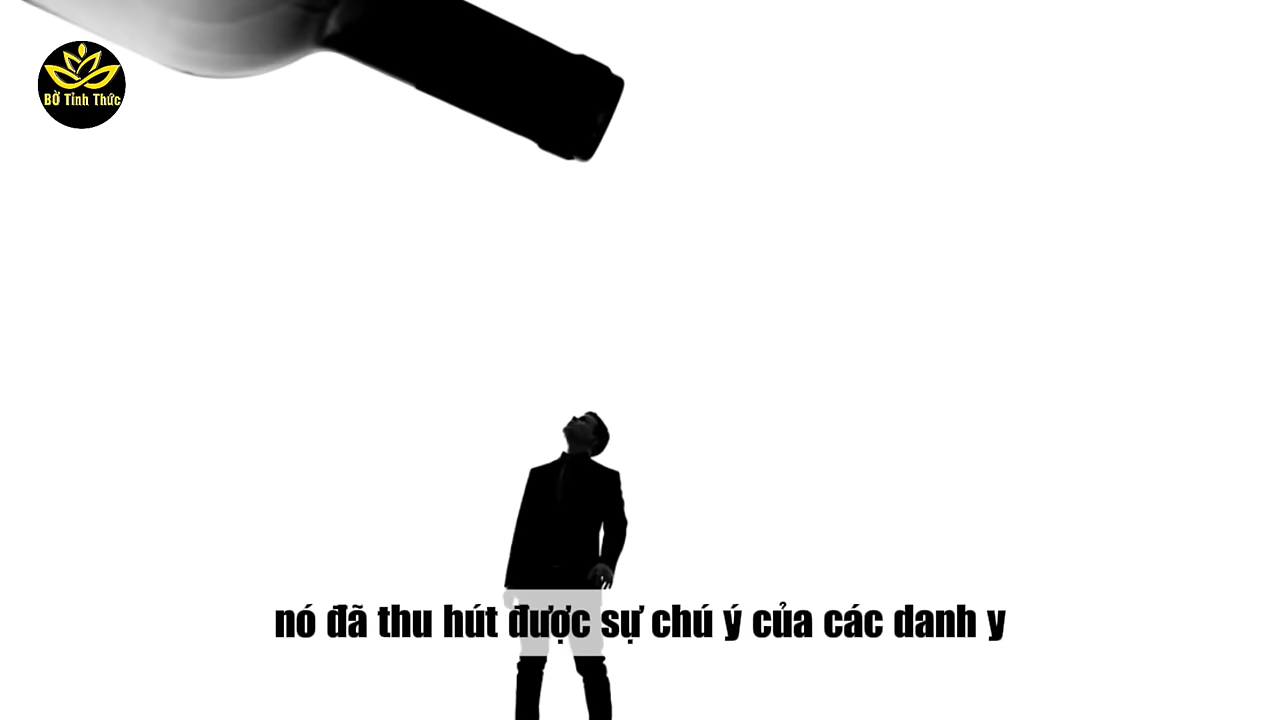 BỜ Tỉnh Thức
nó đã thu hút được sự chú ý của các danh y